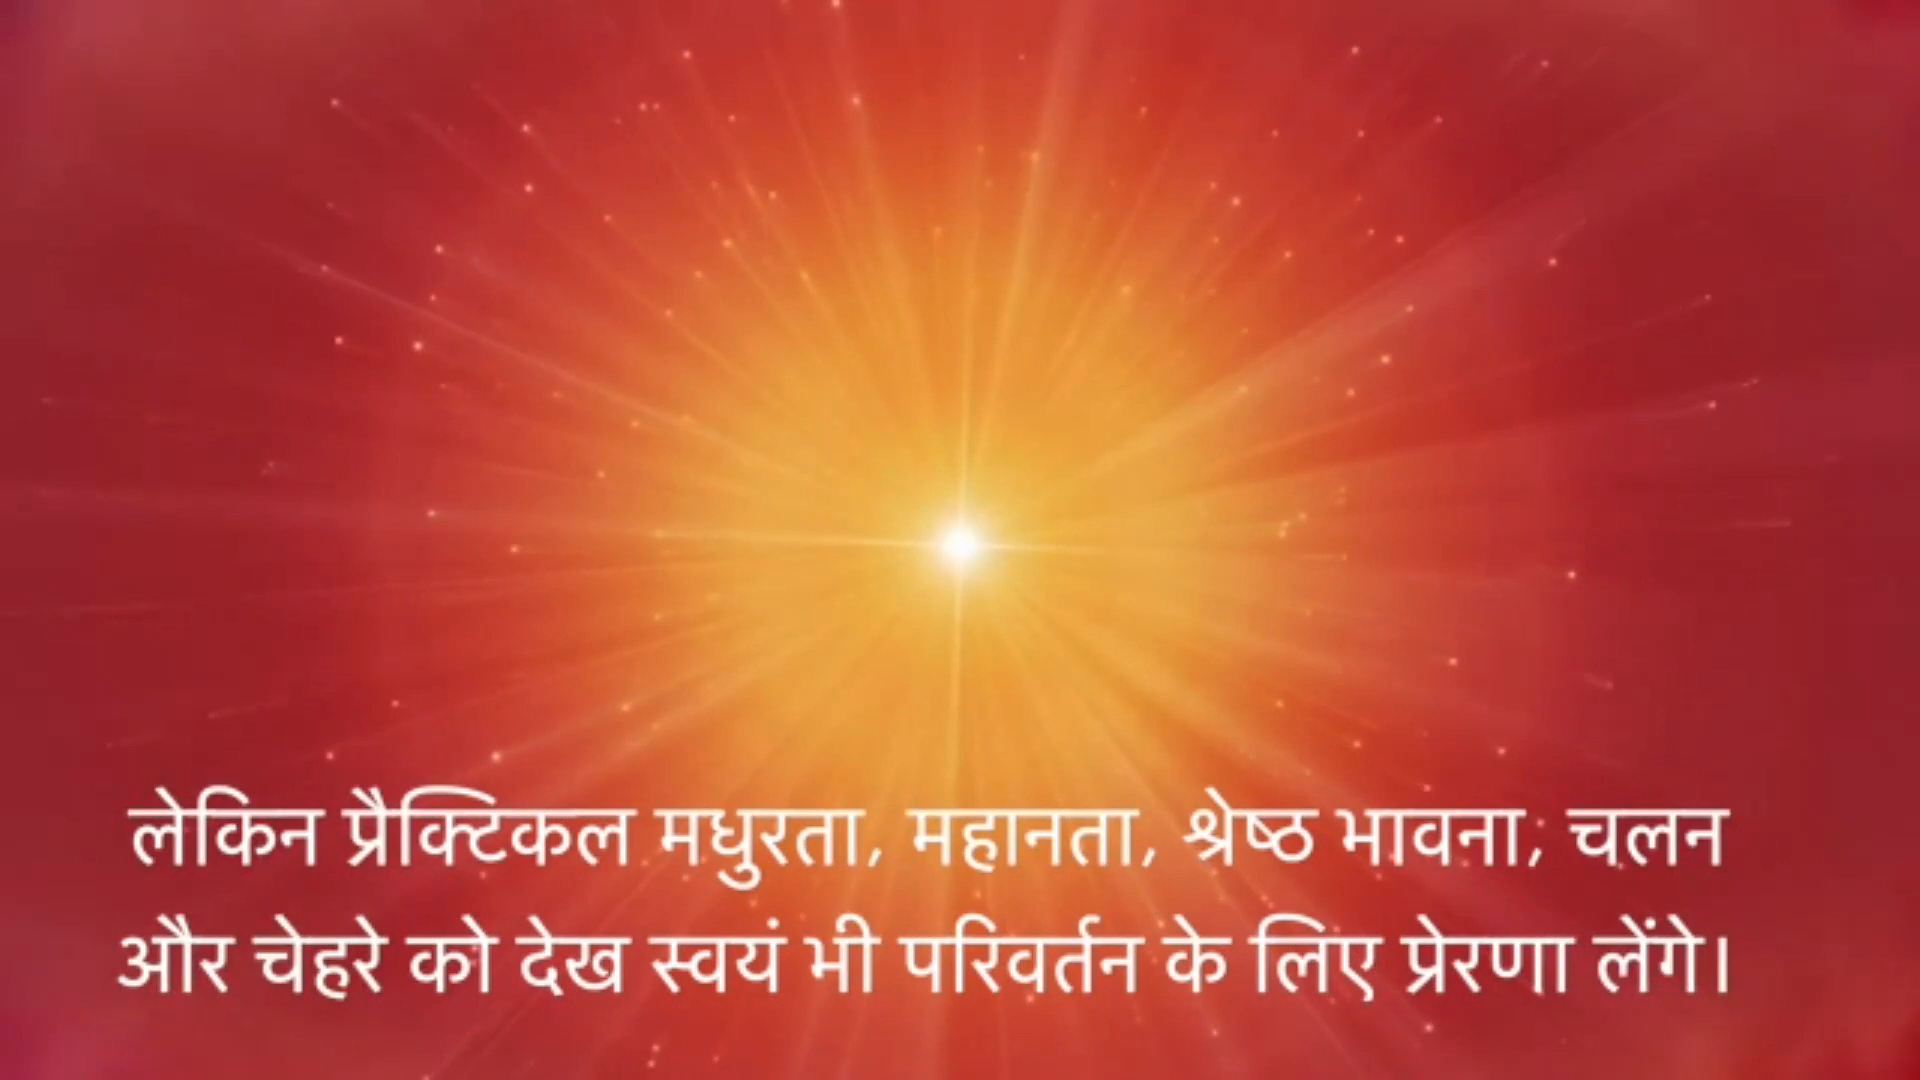 लेकिन प्रैक्टिकल मधुरता, महानता, श्रेष्ठ भावना, चलन
और चेहरे को देख स्वयं भी परिवर्तन के लिए प्रेरणा लेंगे।